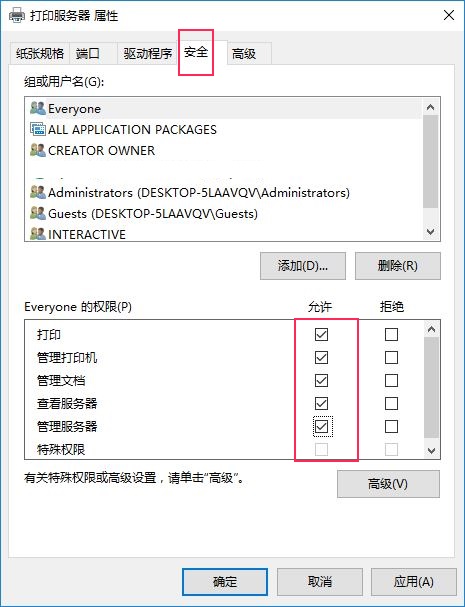 打印服务器 属性
纸张规格 端口 驱动程序 安全 高级
组或用户名(G):
Everyone
ALL APPLICATION PACKAGES
CREATOR OWNER
Administrators (DESKTOP-5LAAVQV\Administrators)
Guests (DESKTOP-5LAAVQV\Guests)
INTERACTIVE
添加(D)... 删除(R)
Everyone 的权限(P) 允许 拒绝
打印
管理打印机
管理文档
查看服务器
管理服务器
特殊权限
有关特殊权限或高级设置，请单击“高级”。
高级(V)
确定 取消 应用(A)